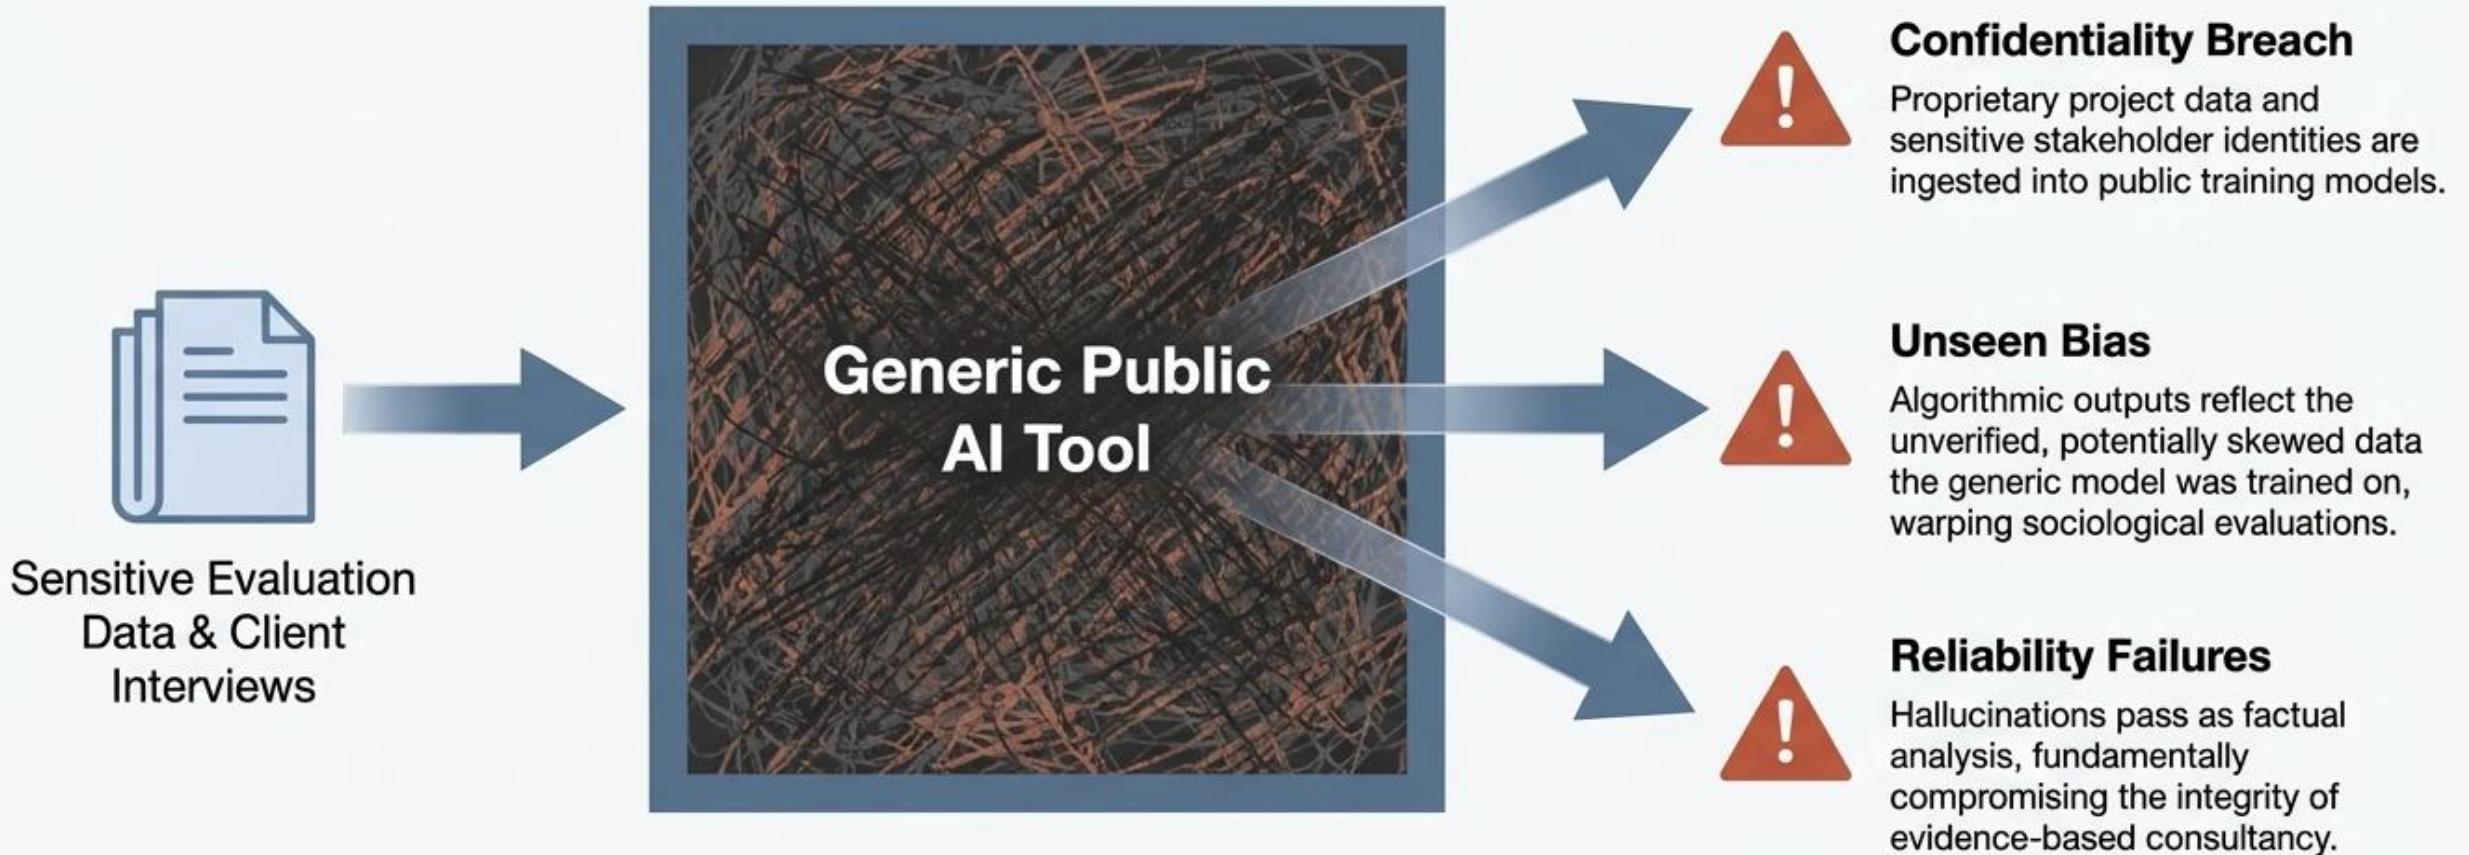 Sensitive Evaluation
Data & Client
Interviews
Generic Public
AI Tool
Confidentiality Breach
Proprietary project data and
sensitive stakeholder identities are
ingested into public training models.
Unseen Bias
Algorithmic outputs reflect the
unverified, potentially skewed data
the generic model was trained on,
warping sociological evaluations.
Reliability Failures
Hallucinations pass as factual
analysis, fundamentally
compromising the integrity of
evidence-based consultancy.